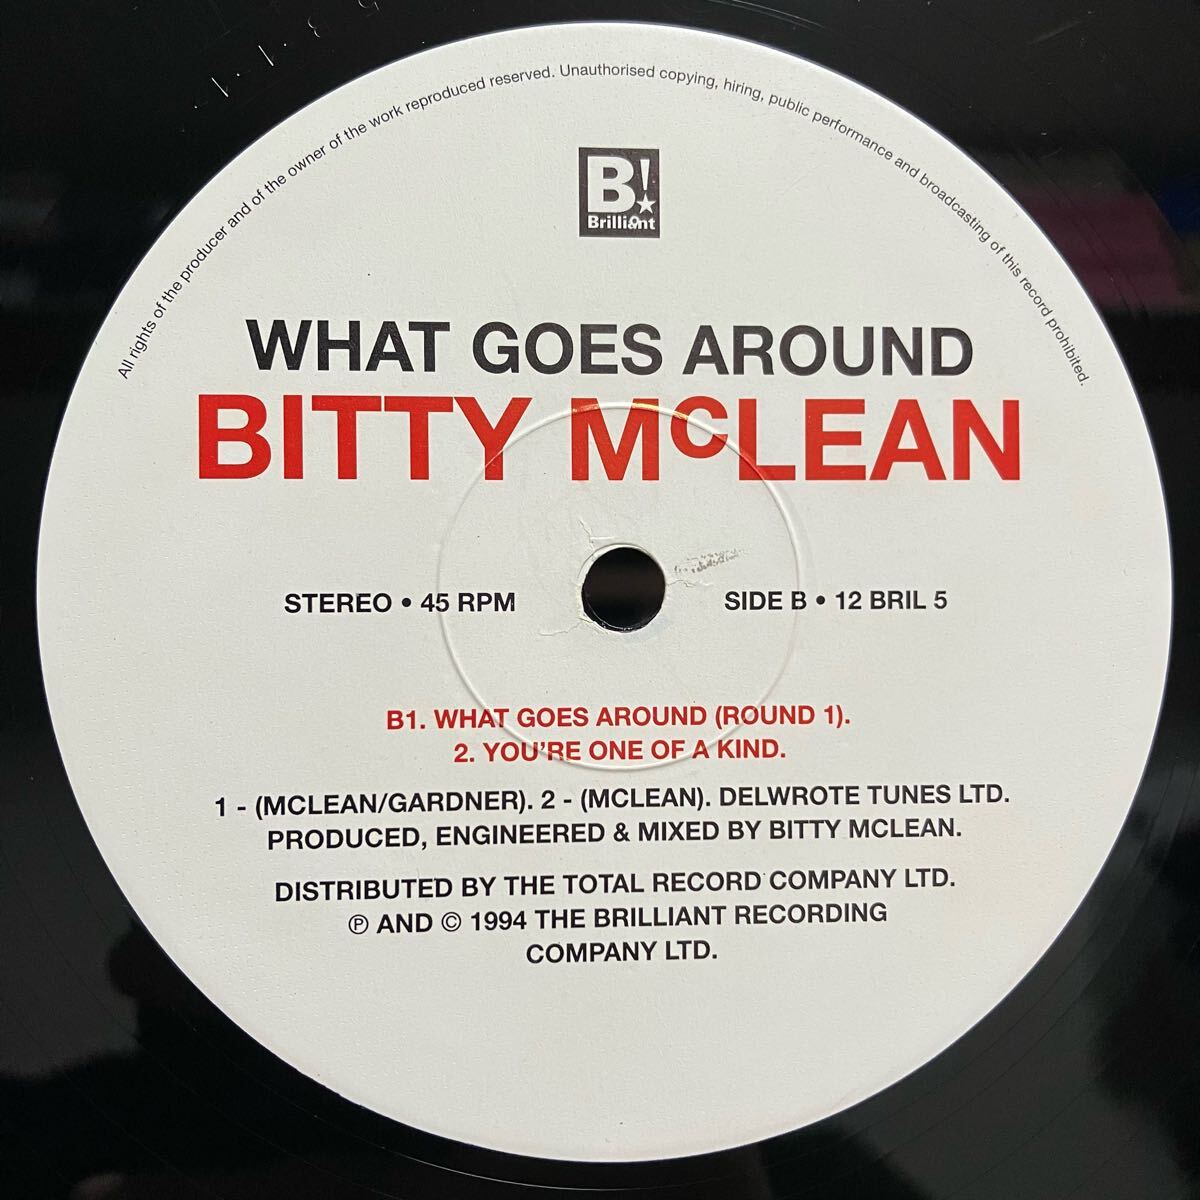 All rights of the producer and of the owner of the work reproduced reserved. Unauthorised copying, hiring, public performance and broadcasting of this record prohibited.
B!
Brilliant
WHAT GOES AROUND
BITTY McLEAN
STEREO • 45 RPM
SIDE B • 12 BRIL 5
B1. WHAT GOES AROUND (ROUND 1).
2. YOU'RE ONE OF A KIND.
1 - (MCLEAN/GARDNER). 2 - (MCLEAN). DELWROTE TUNES LTD.
PRODUCED, ENGINEERED & MIXED BY BITTY MCLEAN.
DISTRIBUTED BY THE TOTAL RECORD COMPANY LTD.
℗ AND © 1994 THE BRILLIANT RECORDING
COMPANY LTD.